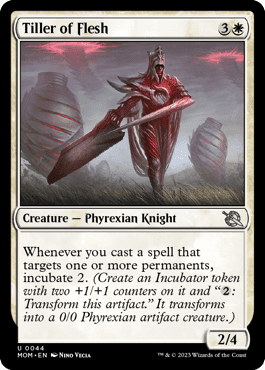 Tiller of Flesh 3
Creature — Phyrexian Knight
Whenever you cast a spell that
targets one or more permanents,
incubate 2. (Create an Incubator token
with two +1/+1 counters on it and “2:
Transform this artifact.” It transforms
into a 0/0 Phyrexian artifact creature.)
2/4
U 0044
MOM • EN Nino Vecia
™ & © 2023 Wizards of the Coast